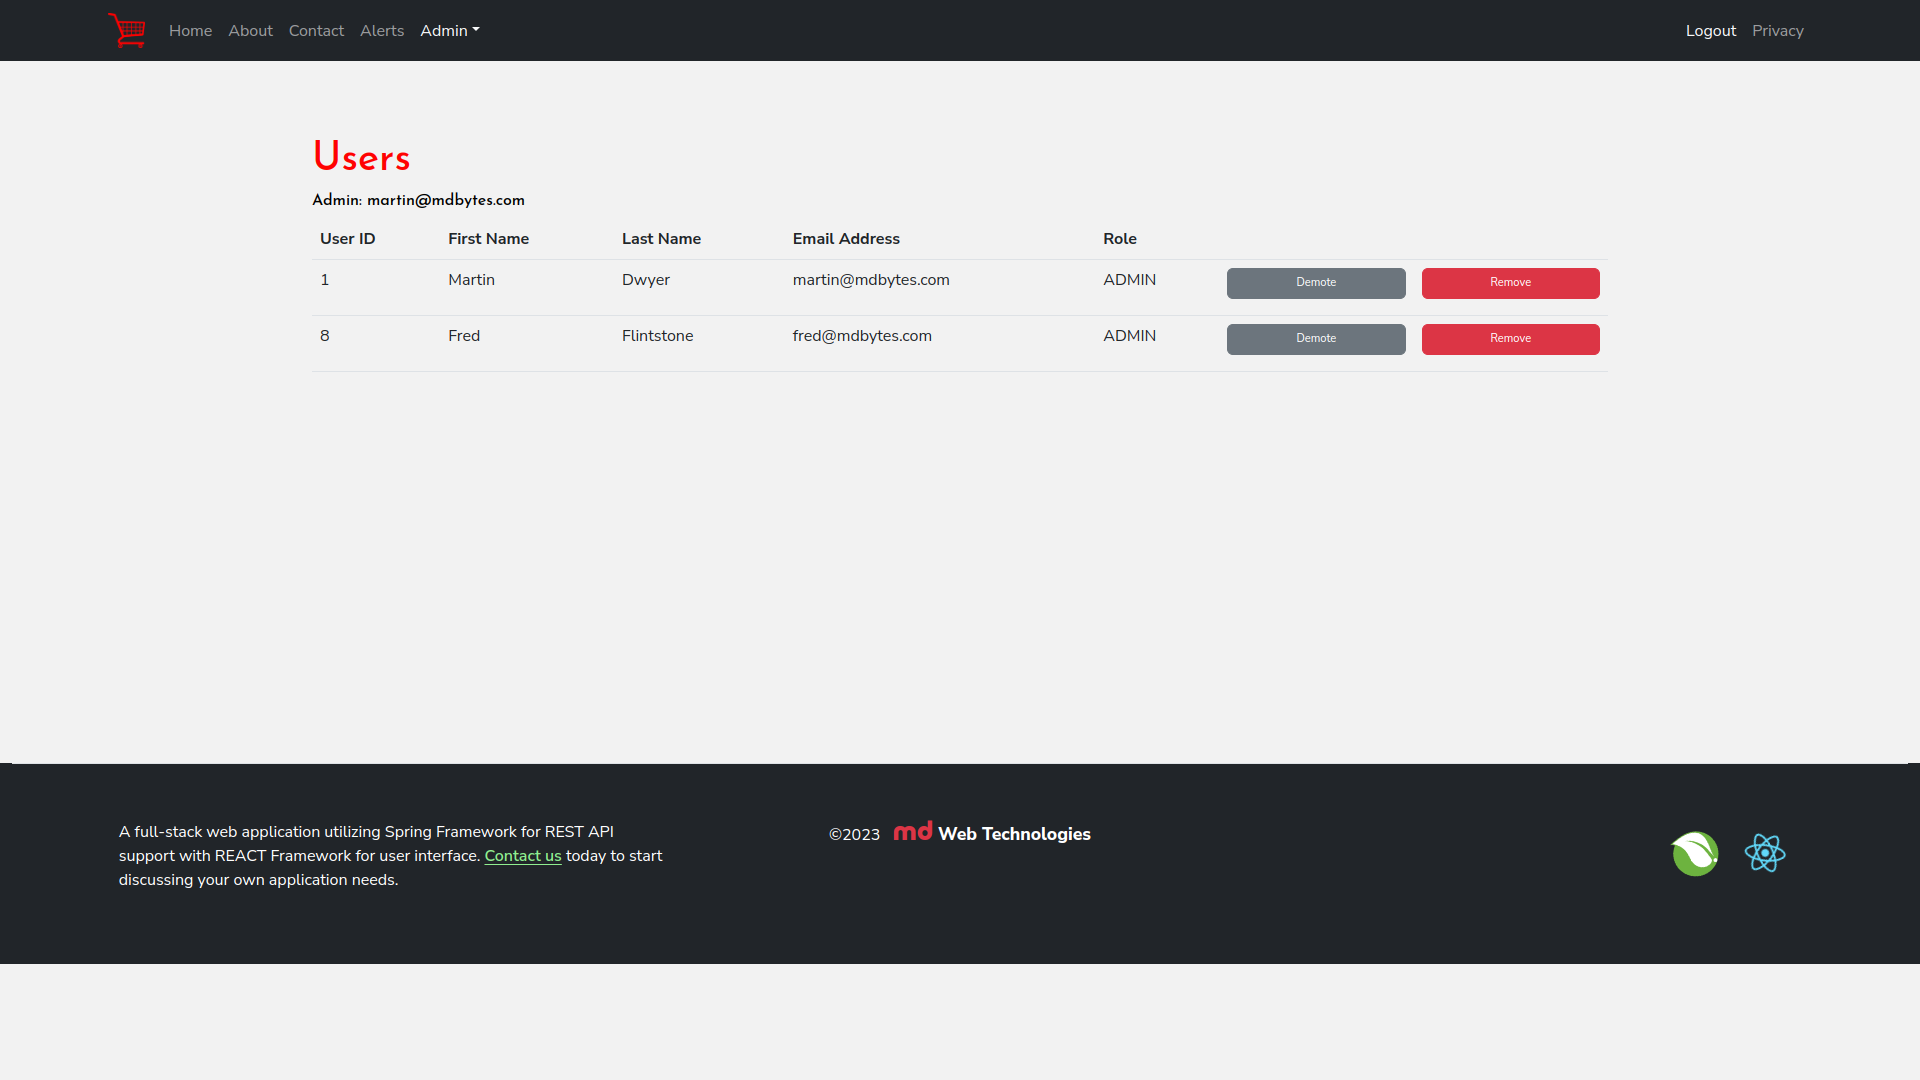 Home About Contact Alerts Admin Logout Privacy
Users
Admin: martin@mdbytes.com
User ID First Name Last Name Email Address Role
1 Martin Dwyer martin@mdbytes.com ADMIN Demote Remove
8 Fred Flintstone fred@mdbytes.com ADMIN Demote Remove
A full-stack web application utilizing Spring Framework for REST API
support with REACT Framework for user interface. Contact us today to start
discussing your own application needs.
©2023 md Web Technologies